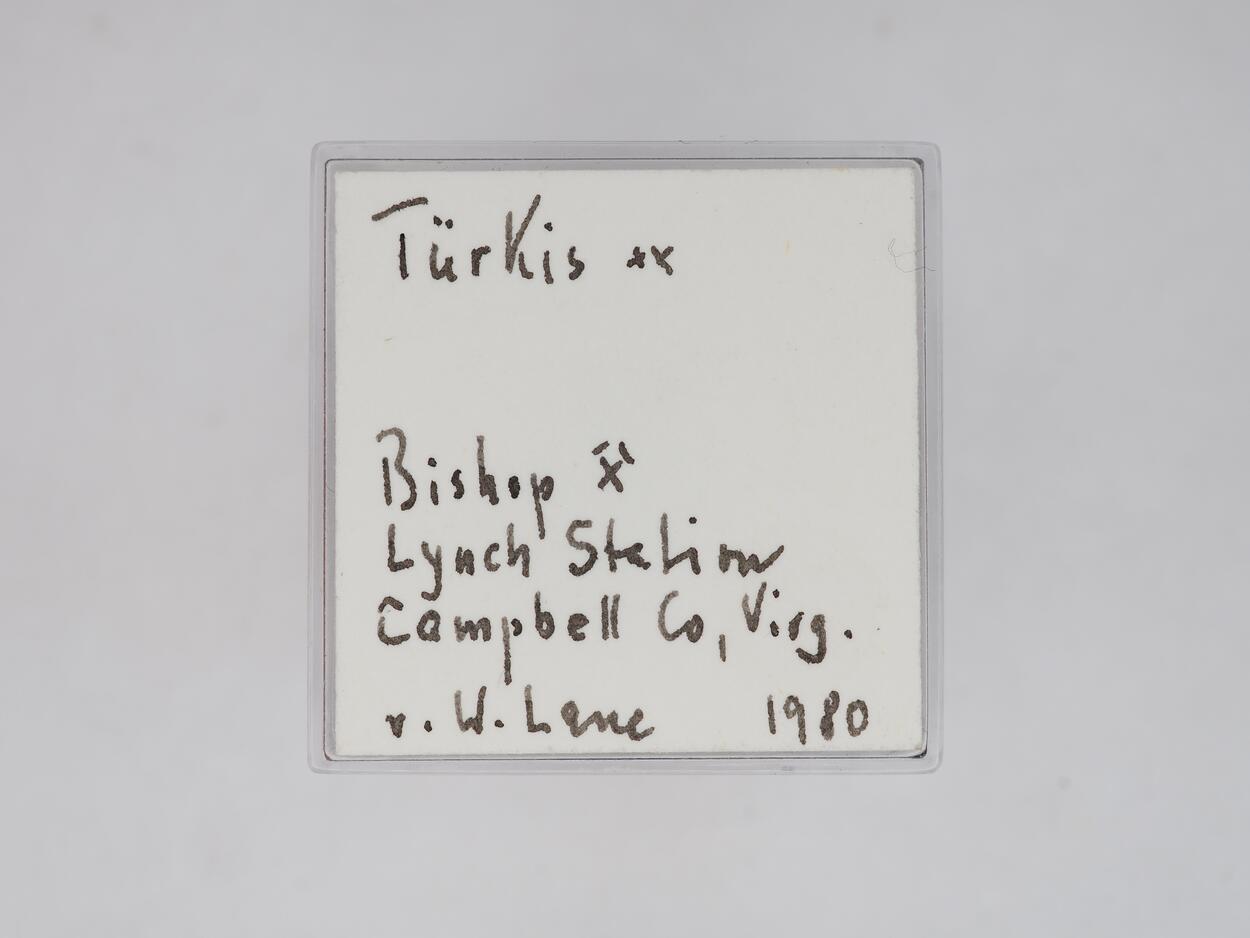 Türkis xx
Bishop
Lynch Station
Campbell Co, Virg.
v. W. Lane 1980